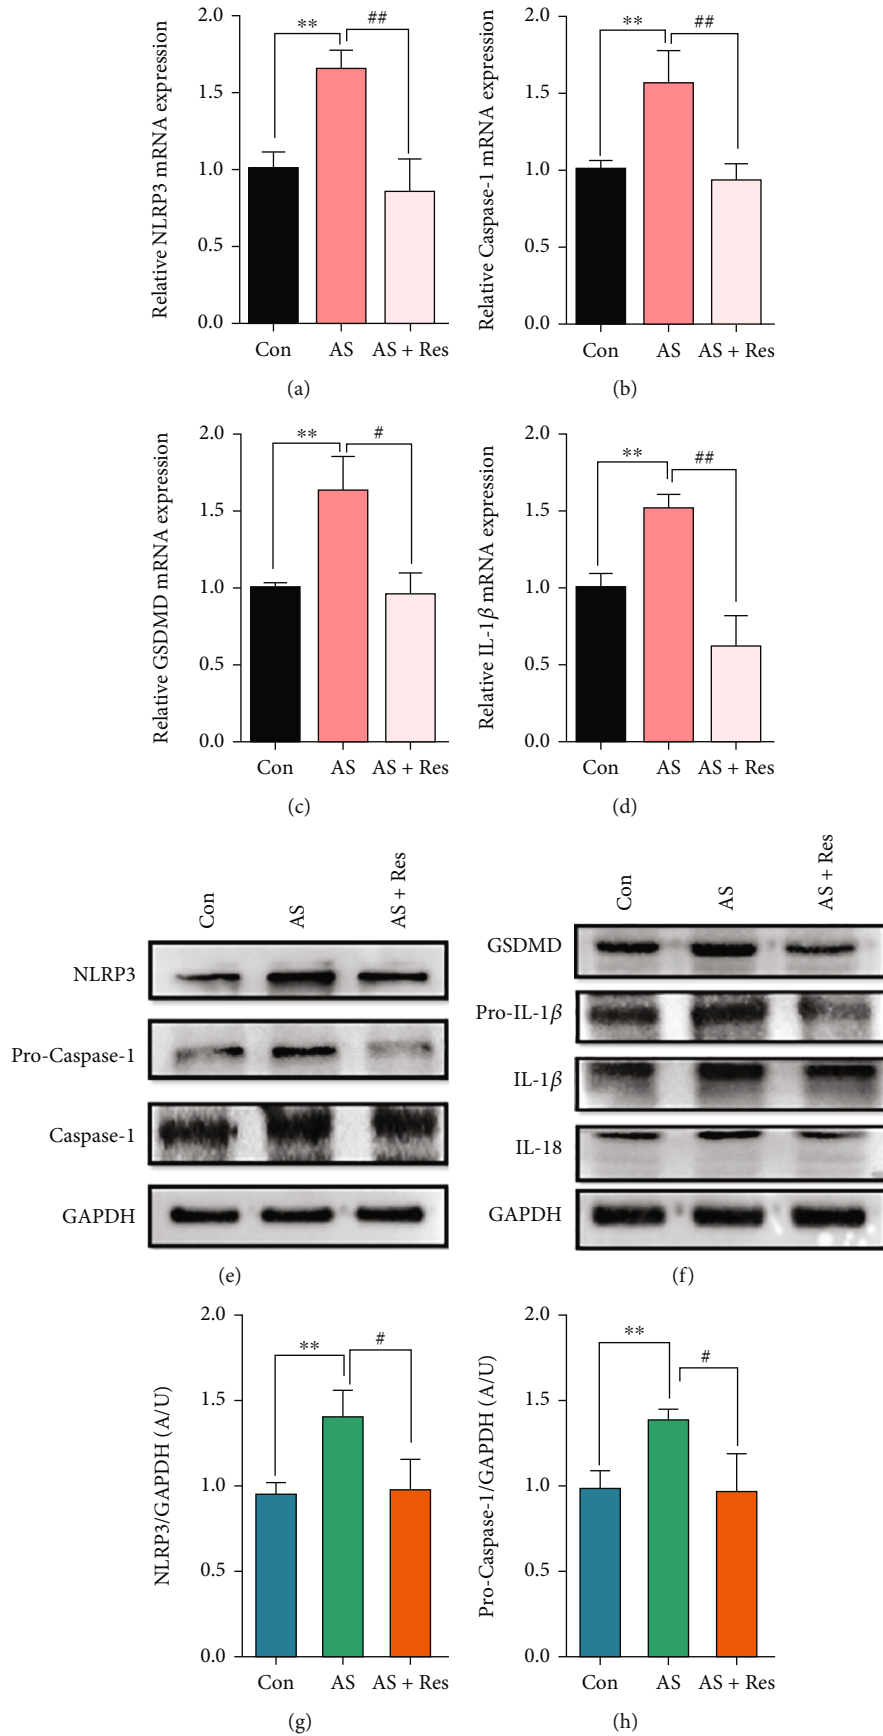 Relative NLRP3 mRNA expression
2.0
1.5
1.0
0.5
0.0
**
##
Con
AS
AS + Res
(a)
Relative Caspase-1 mRNA expression
2.0
1.5
1.0
0.5
0.0
**
##
Con
AS
AS + Res
(b)
Relative GSDMD mRNA expression
2.0
1.5
1.0
0.5
0.0
**
#
Con
AS
AS + Res
(c)
Relative IL-1β mRNA expression
2.0
1.5
1.0
0.5
0.0
**
##
Con
AS
AS + Res
(d)
Con
AS
AS + Res
NLRP3
Pro-Caspase-1
Caspase-1
GAPDH
(e)
Con
AS
AS + Res
GSDMD
Pro-IL-1β
IL-1β
IL-18
GAPDH
(f)
NLRP3/GAPDH (A/U)
2.0
1.5
1.0
0.5
0.0
**
#
Con
AS
AS + Res
(g)
Pro-Caspase-1/GAPDH (A/U)
2.0
1.5
1.0
0.5
0.0
**
#
Con
AS
AS + Res
(h)